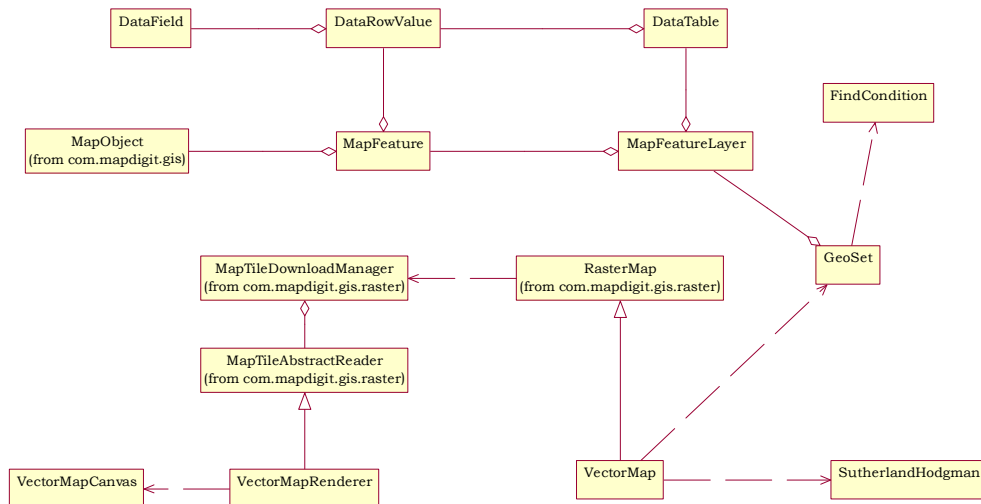 DataField
DataRowValue
DataTable
FindCondition
MapObject
(from com.mapdigit.gis)
MapFeature
MapFeatureLayer
GeoSet
MapTileDownloadManager
(from com.mapdigit.gis.raster)
RasterMap
(from com.mapdigit.gis.raster)
MapTileAbstractReader
(from com.mapdigit.gis.raster)
VectorMapCanvas
VectorMapRenderer
VectorMap
SutherlandHodgman